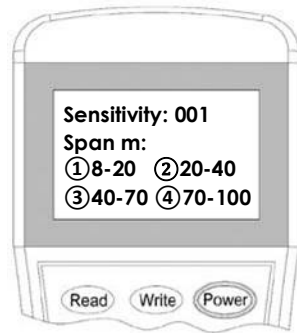 Sensitivity: 001
Span m:
①8-20 ②20-40
③40-70 ④70-100
Read Write Power